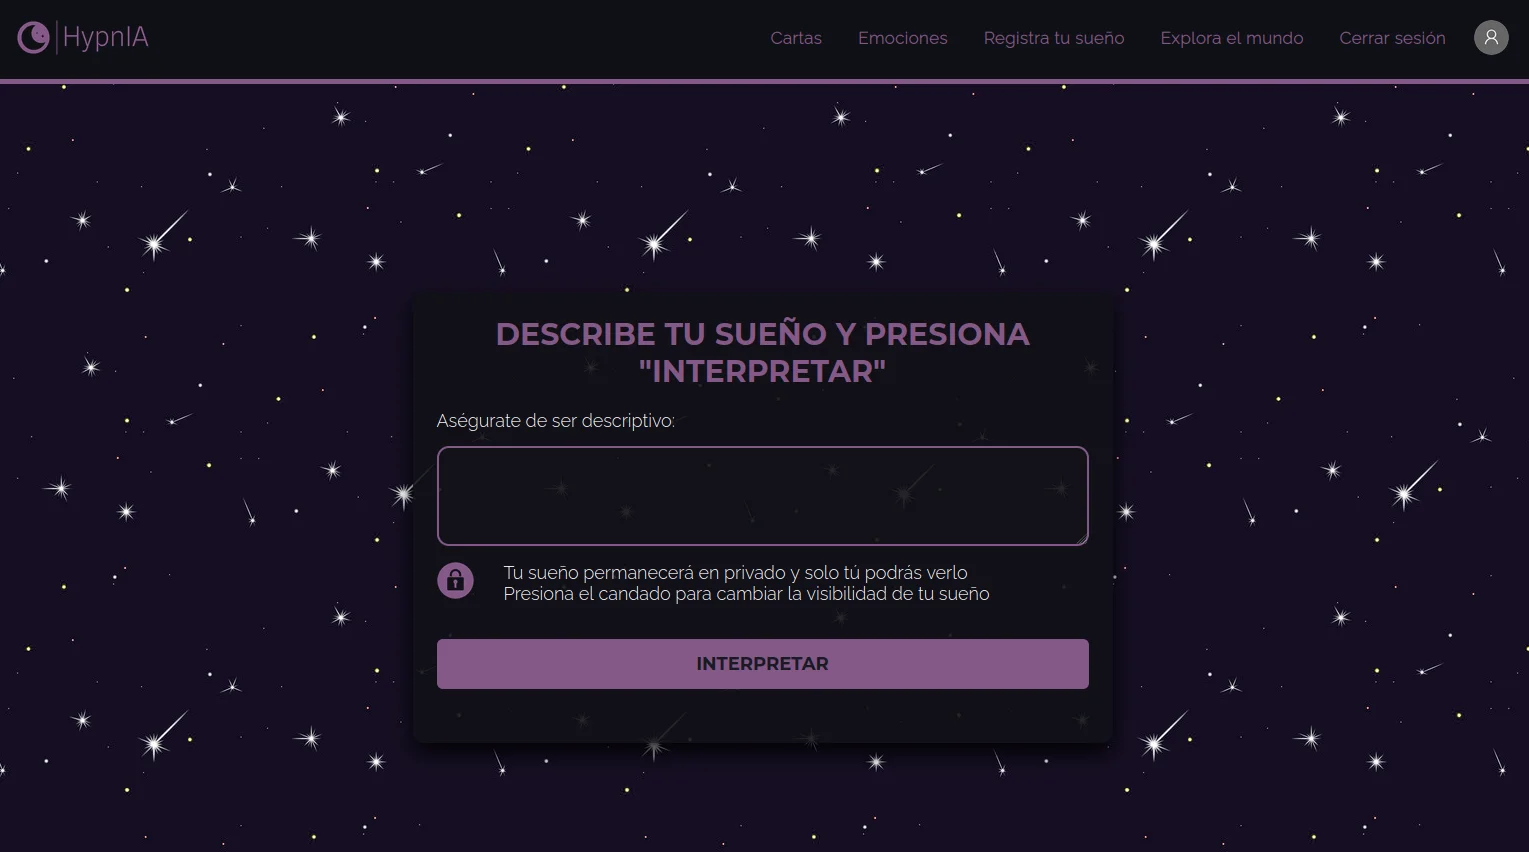 HypnIA
Cartas
Emociones
Registra tu sueño
Explora el mundo
Cerrar sesión
DESCRIBE TU SUEÑO Y PRESIONA
"INTERPRETAR"
Aségurate de ser descriptivo:
Tu sueño permanecerá en privado y solo tú podrás verlo
Presiona el candado para cambiar la visibilidad de tu sueño
INTERPRETAR